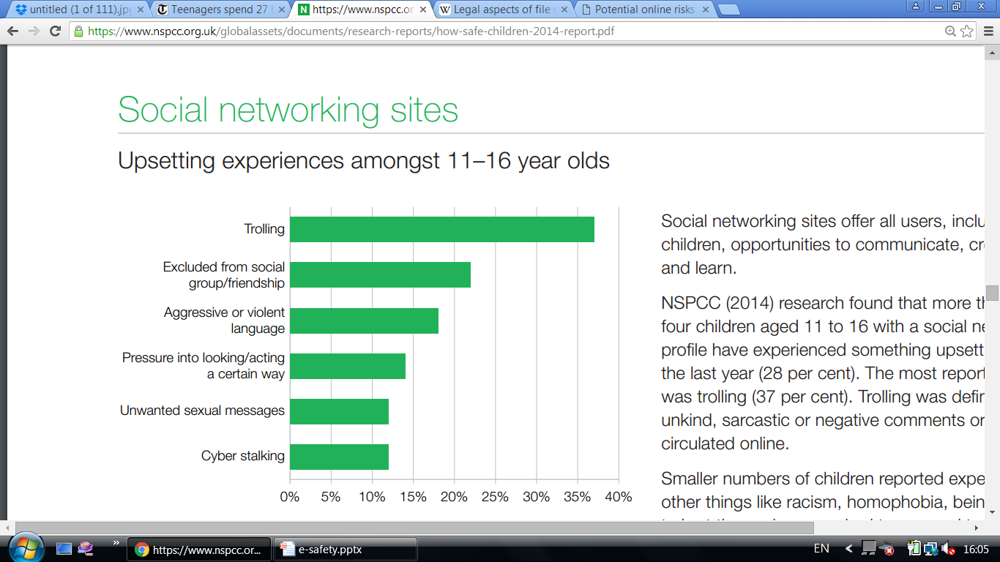 untitled (1 of 111).jp
Teenagers spend 27
https://www.nspcc.or
Legal aspects of file
Potential online risks
https://www.nspcc.org.uk/globalassets/documents/research-reports/how-safe-children-2014-report.pdf
Social networking sites
Upsetting experiences amongst 11–16 year olds
Trolling
Excluded from social
group/friendship
Aggressive or violent
language
Pressure into looking/acting
a certain way
Unwanted sexual messages
Cyber stalking
0% 5% 10% 15% 20% 25% 30% 35% 40%
Social networking sites offer all users, inclu
children, opportunities to communicate, cr
and learn.
NSPCC (2014) research found that more th
four children aged 11 to 16 with a social ne
profile have experienced something upsett
the last year (28 per cent). The most report
was trolling (37 per cent). Trolling was defin
unkind, sarcastic or negative comments or
circulated online.
Smaller numbers of children reported expe
other things like racism, homophobia, bein
https://www.nspcc.or...
e-safety.pptx
EN
16:05